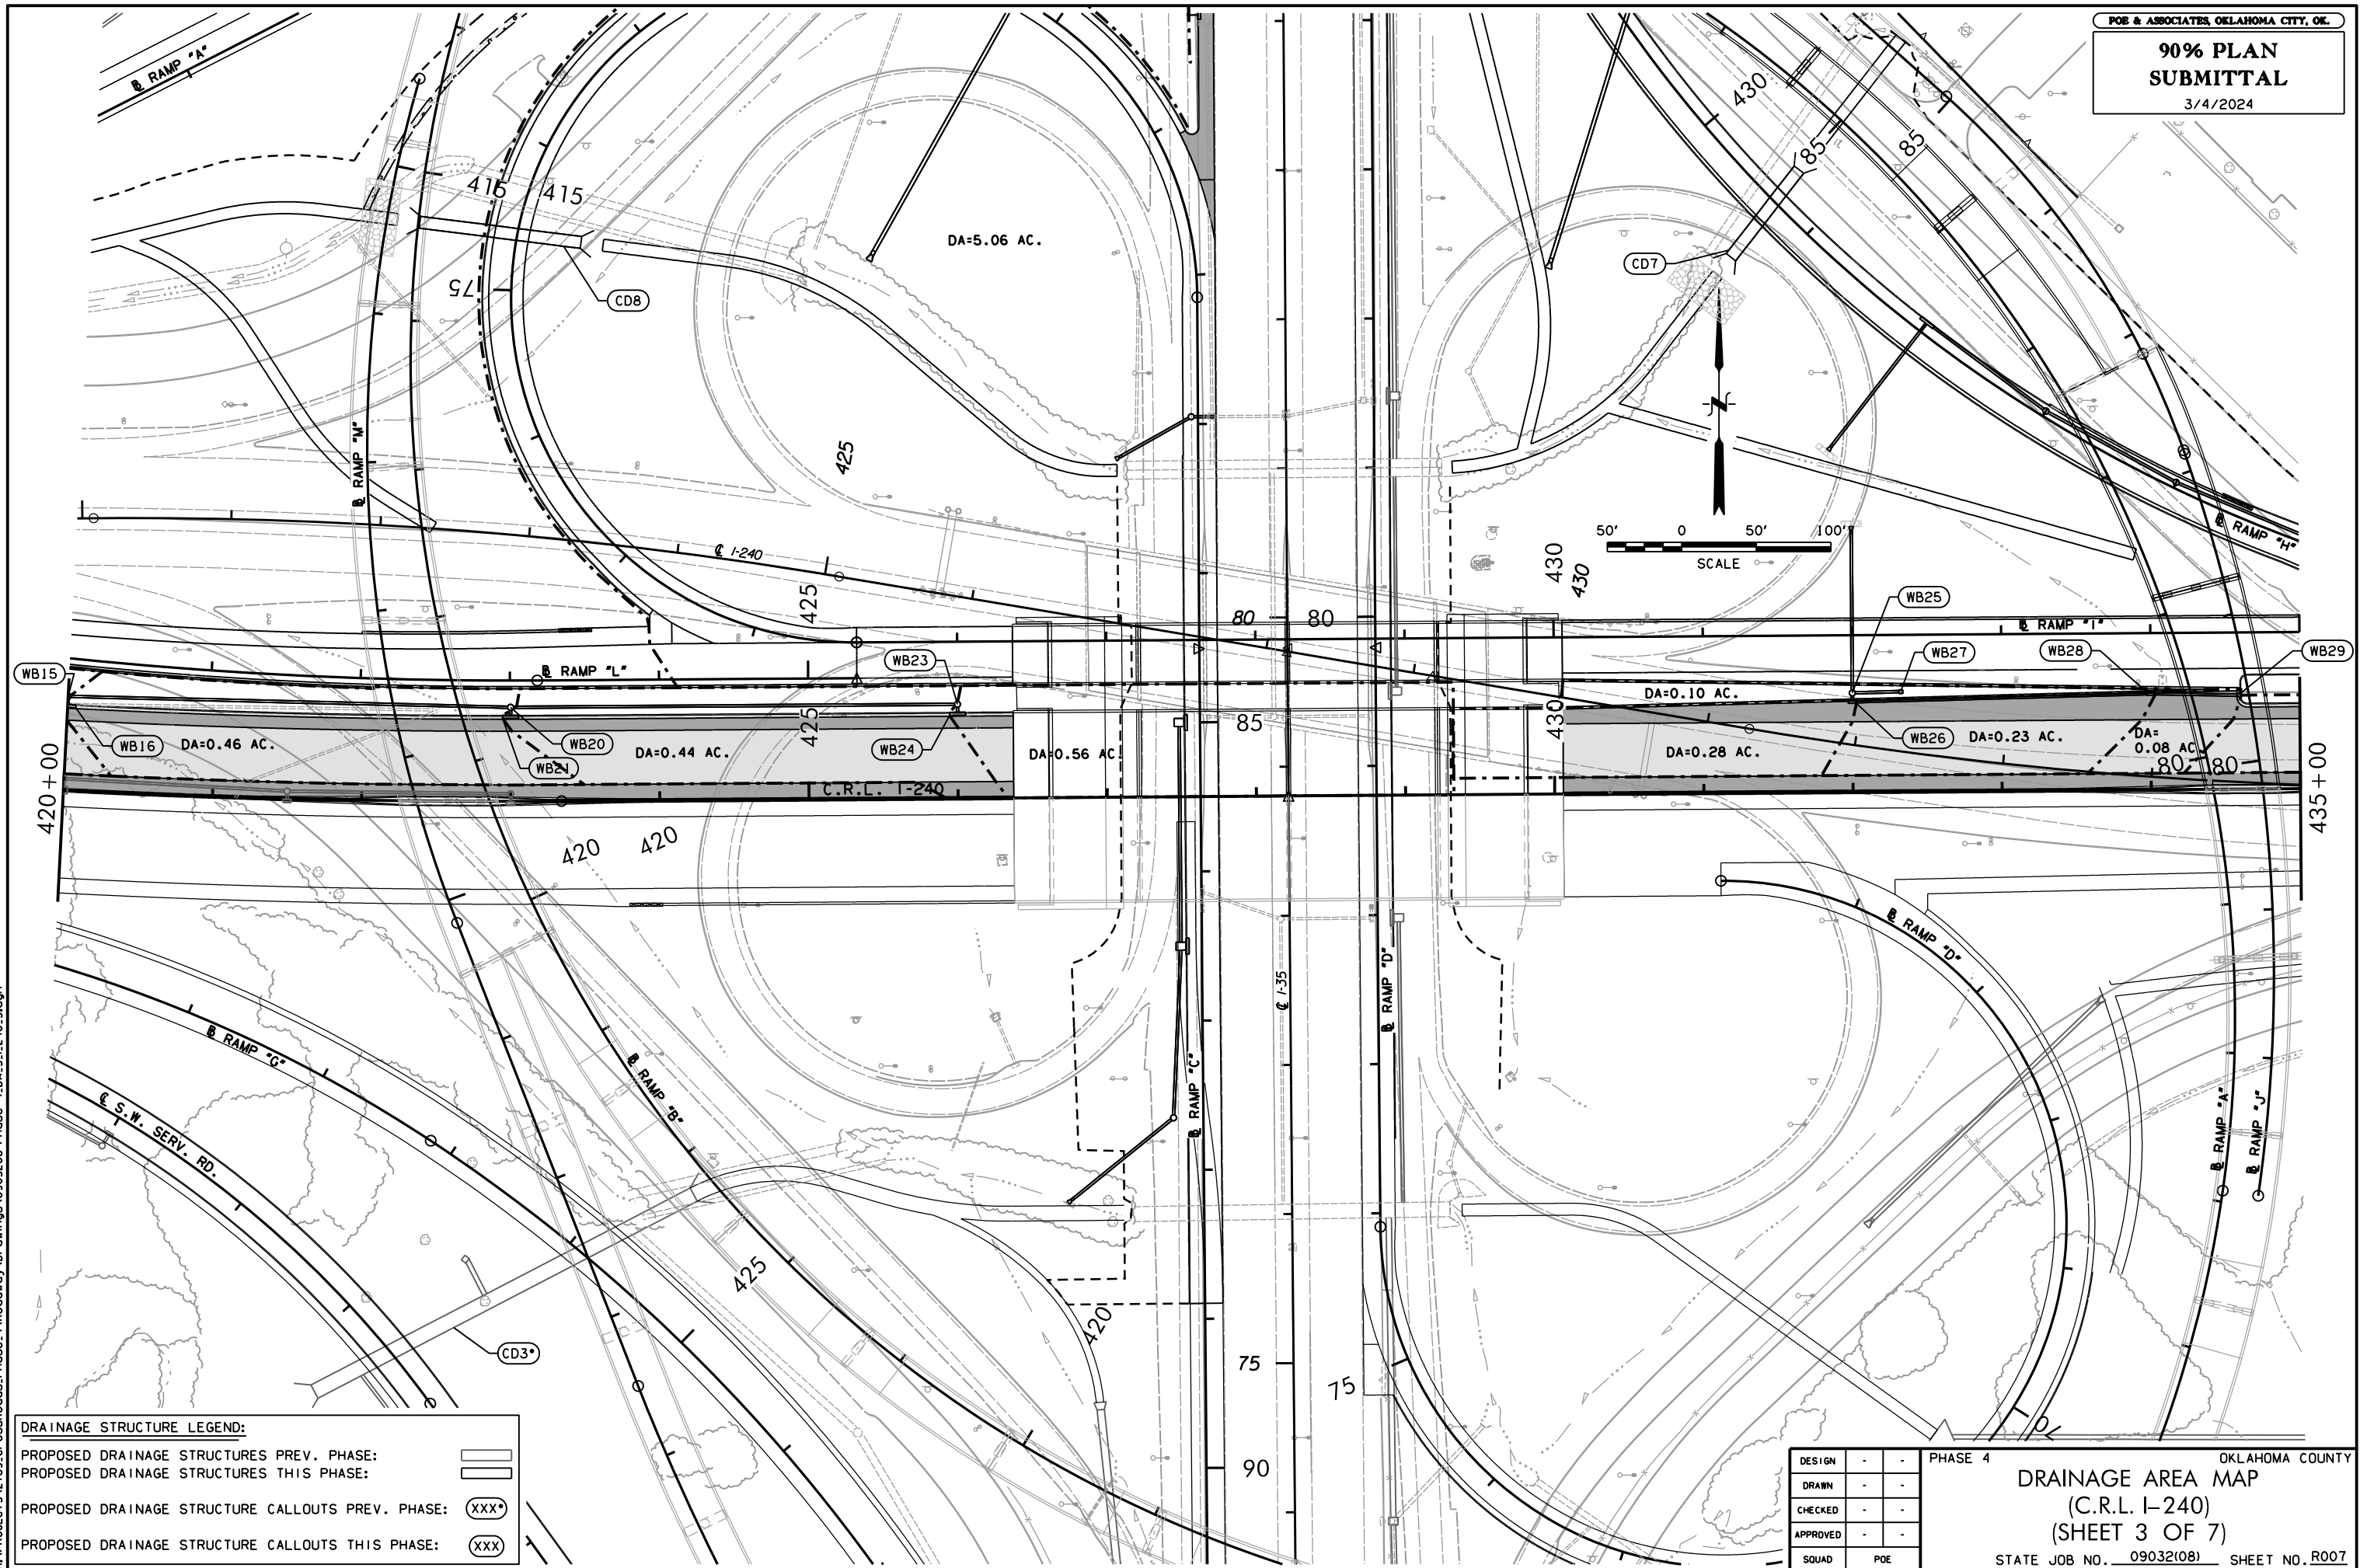 POE & ASSOCIATES, OKLAHOMA CITY, OK.
90% PLAN
SUBMITTAL
3/4/2024
B RAMP "A"
430
85
85
415
415
DA=5.06 AC.
CD7
75
CD8
B RAMP "M"
425
B RAMP "H"
50' 0 50' 100'
SCALE
℄ I-240
430
430
425
WB25
80
80
B RAMP "I"
WB23
WB27
WB28
WB29
WB15
B RAMP "L"
DA=0.10 AC.
425
430
85
WB16
DA=0.46 AC.
WB20
DA=0.44 AC.
WB24
DA=0.56 AC.
DA=0.28 AC.
WB26
DA=0.23 AC.
DA=
0.08 AC
WB21
80
80
420+00
C.R.L. I-240
435+00
420
420
B RAMP "D"
℄ I-35
B RAMP "D"
B RAMP "G"
B RAMP "B"
B RAMP "C"
℄ S.W. SERV. RD.
B RAMP "A"
B RAMP "J"
425
420
CD3*
75
75
70
90
DRAINAGE STRUCTURE LEGEND:
PROPOSED DRAINAGE STRUCTURES PREV. PHASE:
PROPOSED DRAINAGE STRUCTURES THIS PHASE:
PROPOSED DRAINAGE STRUCTURE CALLOUTS PREV. PHASE: XXX*
PROPOSED DRAINAGE STRUCTURE CALLOUTS THIS PHASE: XXX
DESIGN - -
DRAWN - -
CHECKED - -
APPROVED - -
SQUAD POE
PHASE 4 OKLAHOMA COUNTY
DRAINAGE AREA MAP
(C.R.L. I-240)
(SHEET 3 OF 7)
STATE JOB NO. 09032(08) SHEET NO. R007